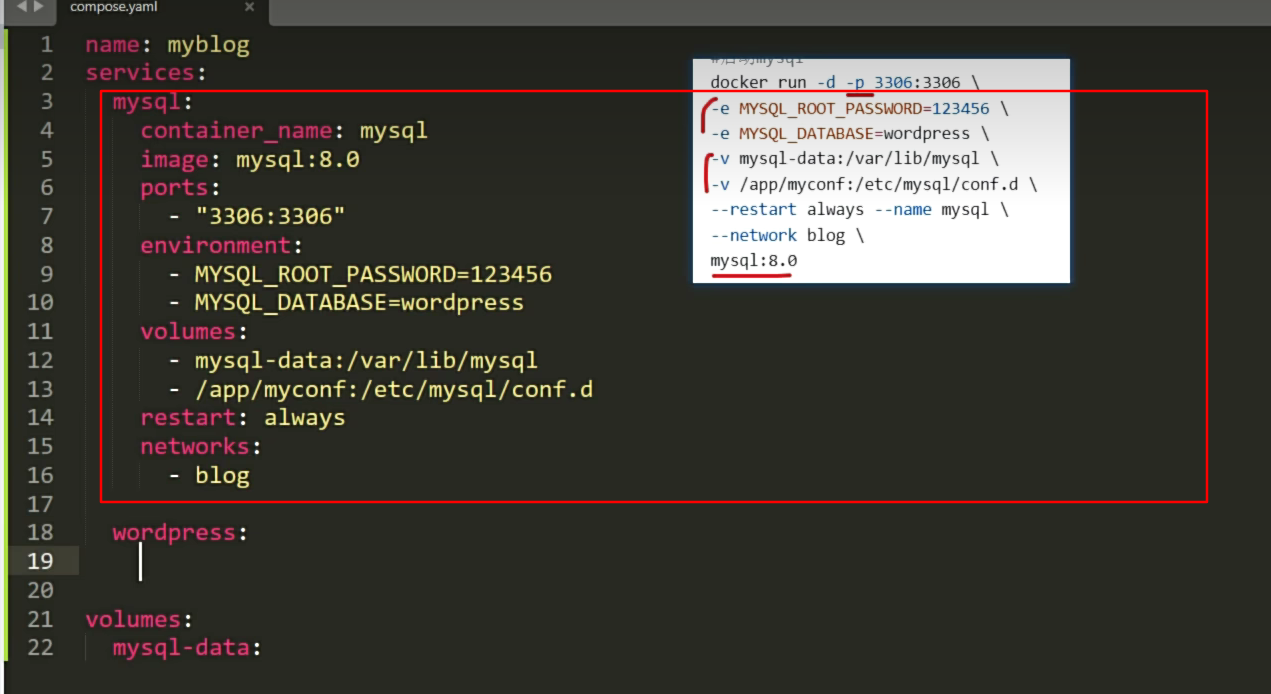 compose.yaml
1 name: myblog
2 services:
3 mysql:
4 container_name: mysql
5 image: mysql:8.0
6 ports:
7 - "3306:3306"
8 environment:
9 - MYSQL_ROOT_PASSWORD=123456
10 - MYSQL_DATABASE=wordpress
11 volumes:
12 - mysql-data:/var/lib/mysql
13 - /app/myconf:/etc/mysql/conf.d
14 restart: always
15 networks:
16 - blog
17
18 wordpress:
19
20
21 volumes:
22 mysql-data:
#启动mysql
docker run -d -p 3306:3306 \
-e MYSQL_ROOT_PASSWORD=123456 \
-e MYSQL_DATABASE=wordpress \
-v mysql-data:/var/lib/mysql \
-v /app/myconf:/etc/mysql/conf.d \
--restart always --name mysql \
--network blog \
mysql:8.0